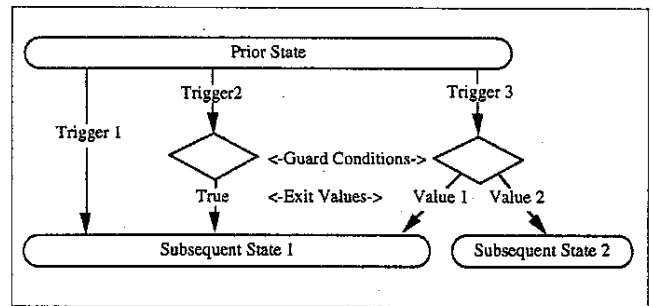 Prior State
Trigger2
Trigger 3
Trigger 1
<-Guard Conditions->
True
<-Exit Values->
Value 1
Value 2
Subsequent State 1
Subsequent State 2